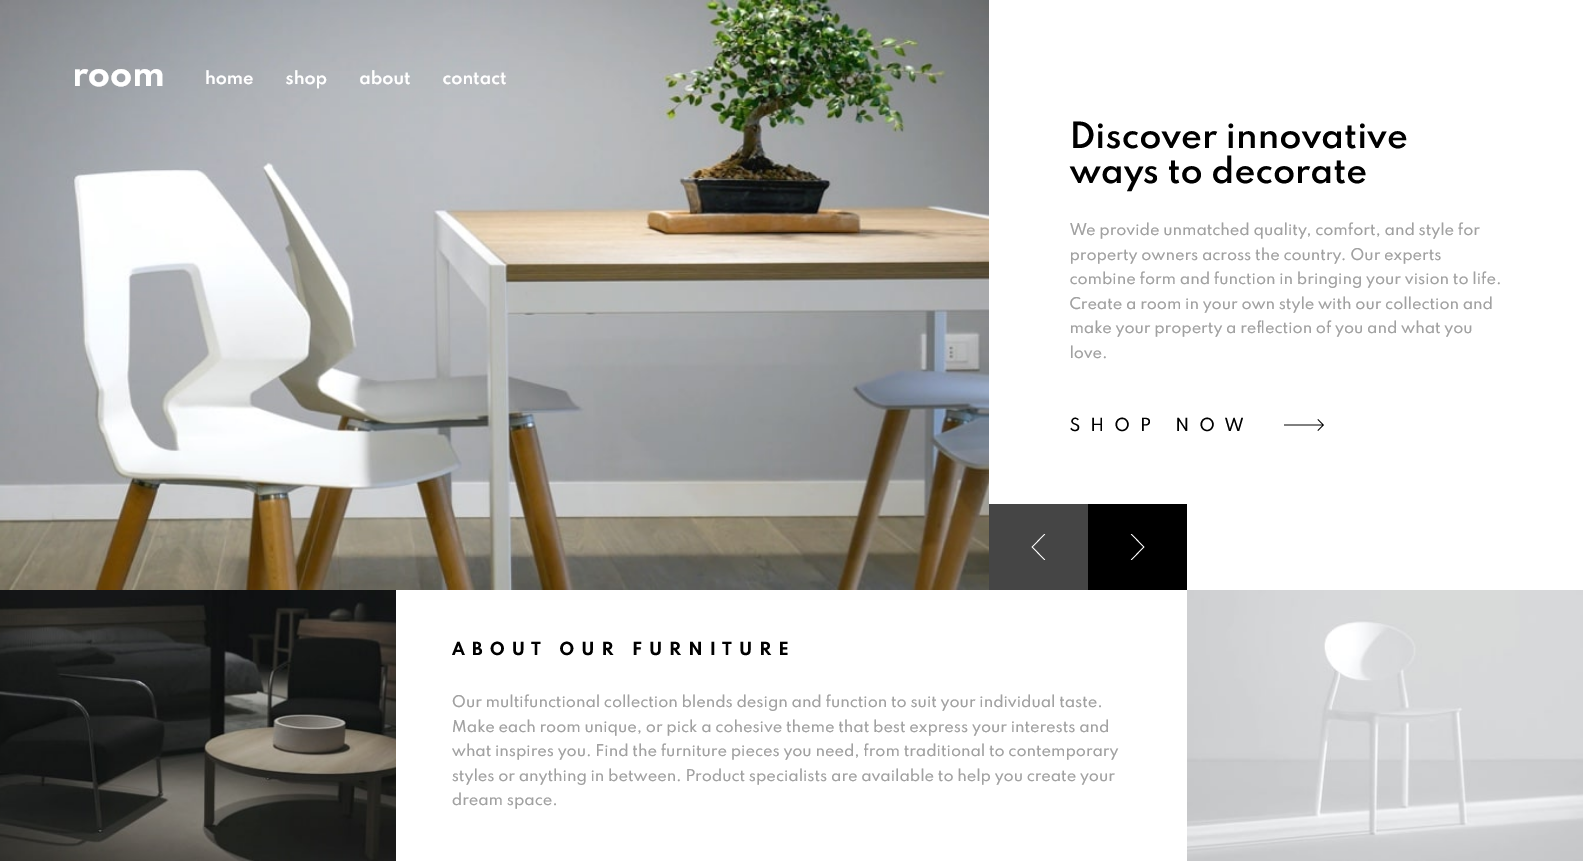 room home shop about contact
Discover innovative
ways to decorate
We provide unmatched quality, comfort, and style for
property owners across the country. Our experts
combine form and function in bringing your vision to life.
Create a room in your own style with our collection and
make your property a reflection of you and what you
love.
SHOP NOW
ABOUT OUR FURNITURE
Our multifunctional collection blends design and function to suit your individual taste.
Make each room unique, or pick a cohesive theme that best express your interests and
what inspires you. Find the furniture pieces you need, from traditional to contemporary
styles or anything in between. Product specialists are available to help you create your
dream space.